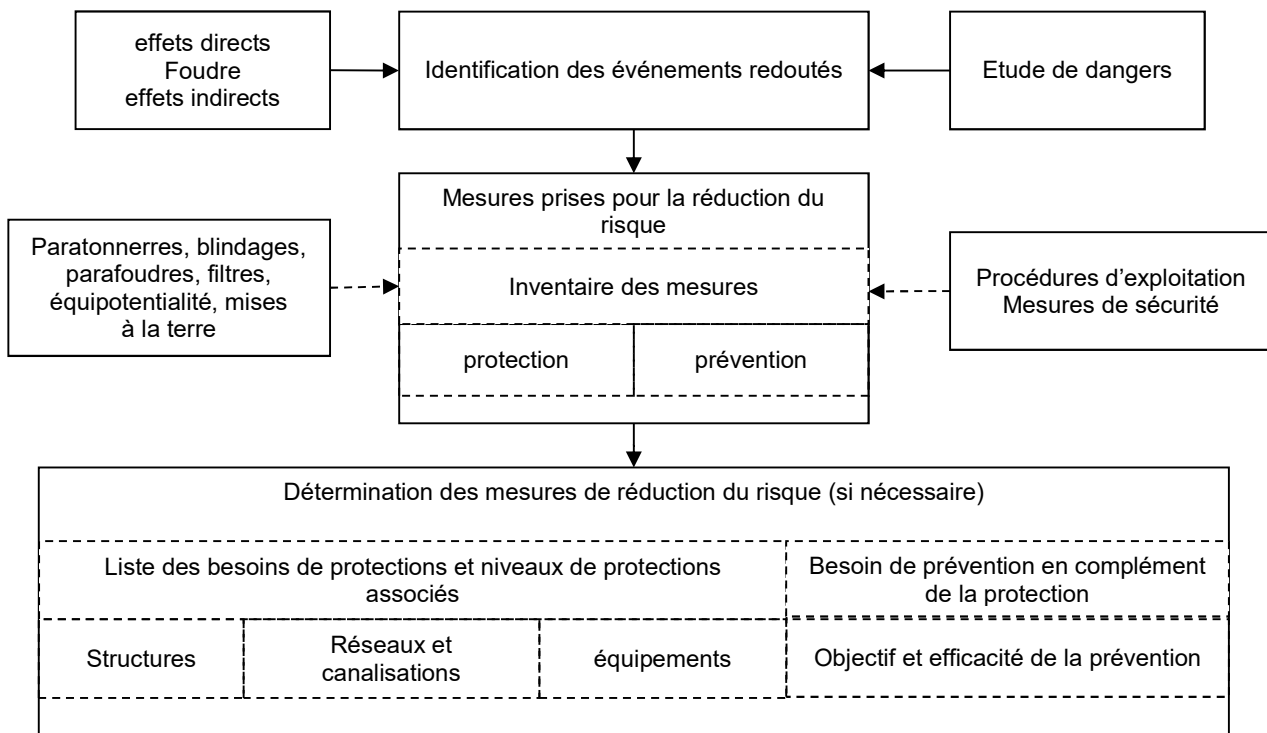 effets directs
Foudre
effets indirects
Identification des événements redoutés
Etude de dangers
Mesures prises pour la réduction du
risque
Paratonnerres, blindages,
parafoudres, filtres,
équipotentialité, mises
à la terre
Inventaire des mesures
Procédures d’exploitation
Mesures de sécurité
protection
prévention
Détermination des mesures de réduction du risque (si nécessaire)
Liste des besoins de protections et niveaux de protections
associés
Besoin de prévention en complément
de la protection
Structures
Réseaux et
canalisations
équipements
Objectif et efficacité de la prévention